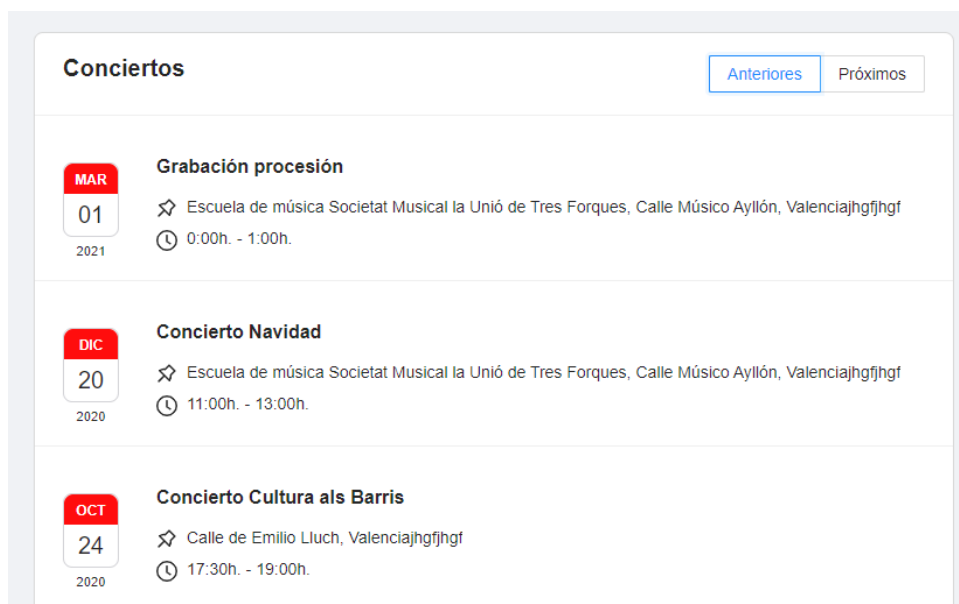 Conciertos
Anteriores
Próximos
MAR
01
2021
Grabación procesión
Escuela de música Societat Musical la Unió de Tres Forques, Calle Músico Ayllón, Valenciajhgfjhgf
0:00h. - 1:00h.
DIC
20
2020
Concierto Navidad
Escuela de música Societat Musical la Unió de Tres Forques, Calle Músico Ayllón, Valenciajhgfjhgf
11:00h. - 13:00h.
OCT
24
2020
Concierto Cultura als Barris
Calle de Emilio Lluch, Valenciajhgfjhgf
17:30h. - 19:00h.